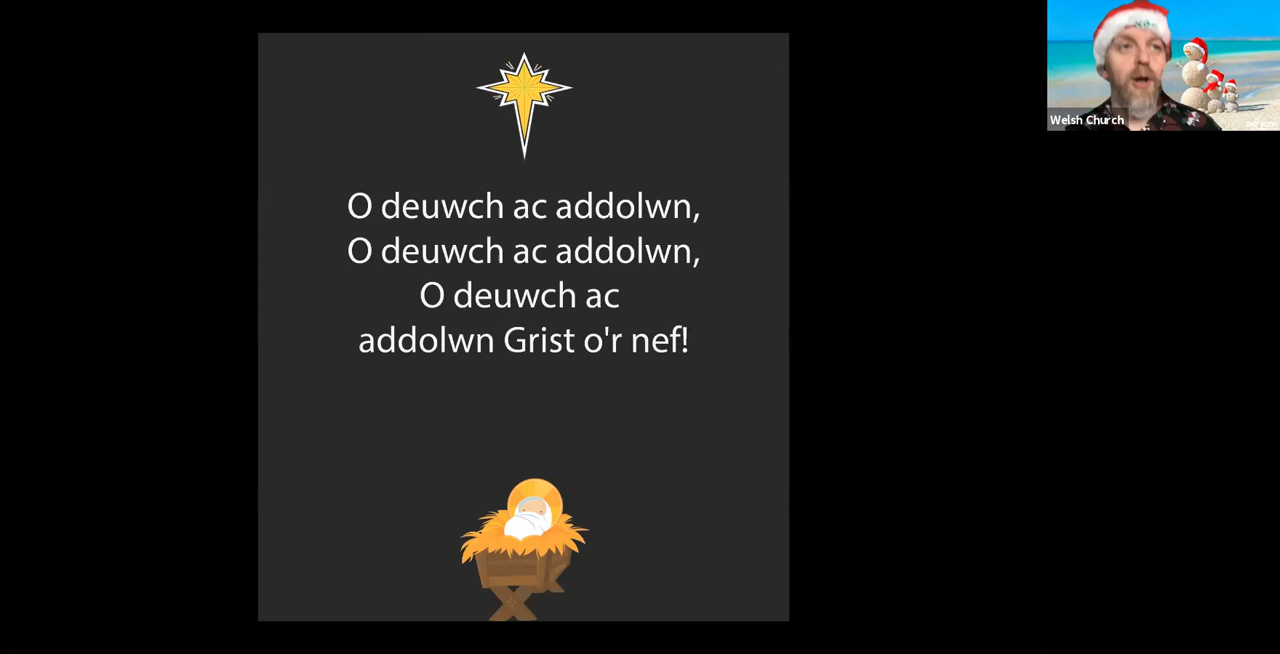 O deuwch ac addolwn,
O deuwch ac addolwn,
O deuwch ac
addolwn Grist o'r nef!
Welsh Church